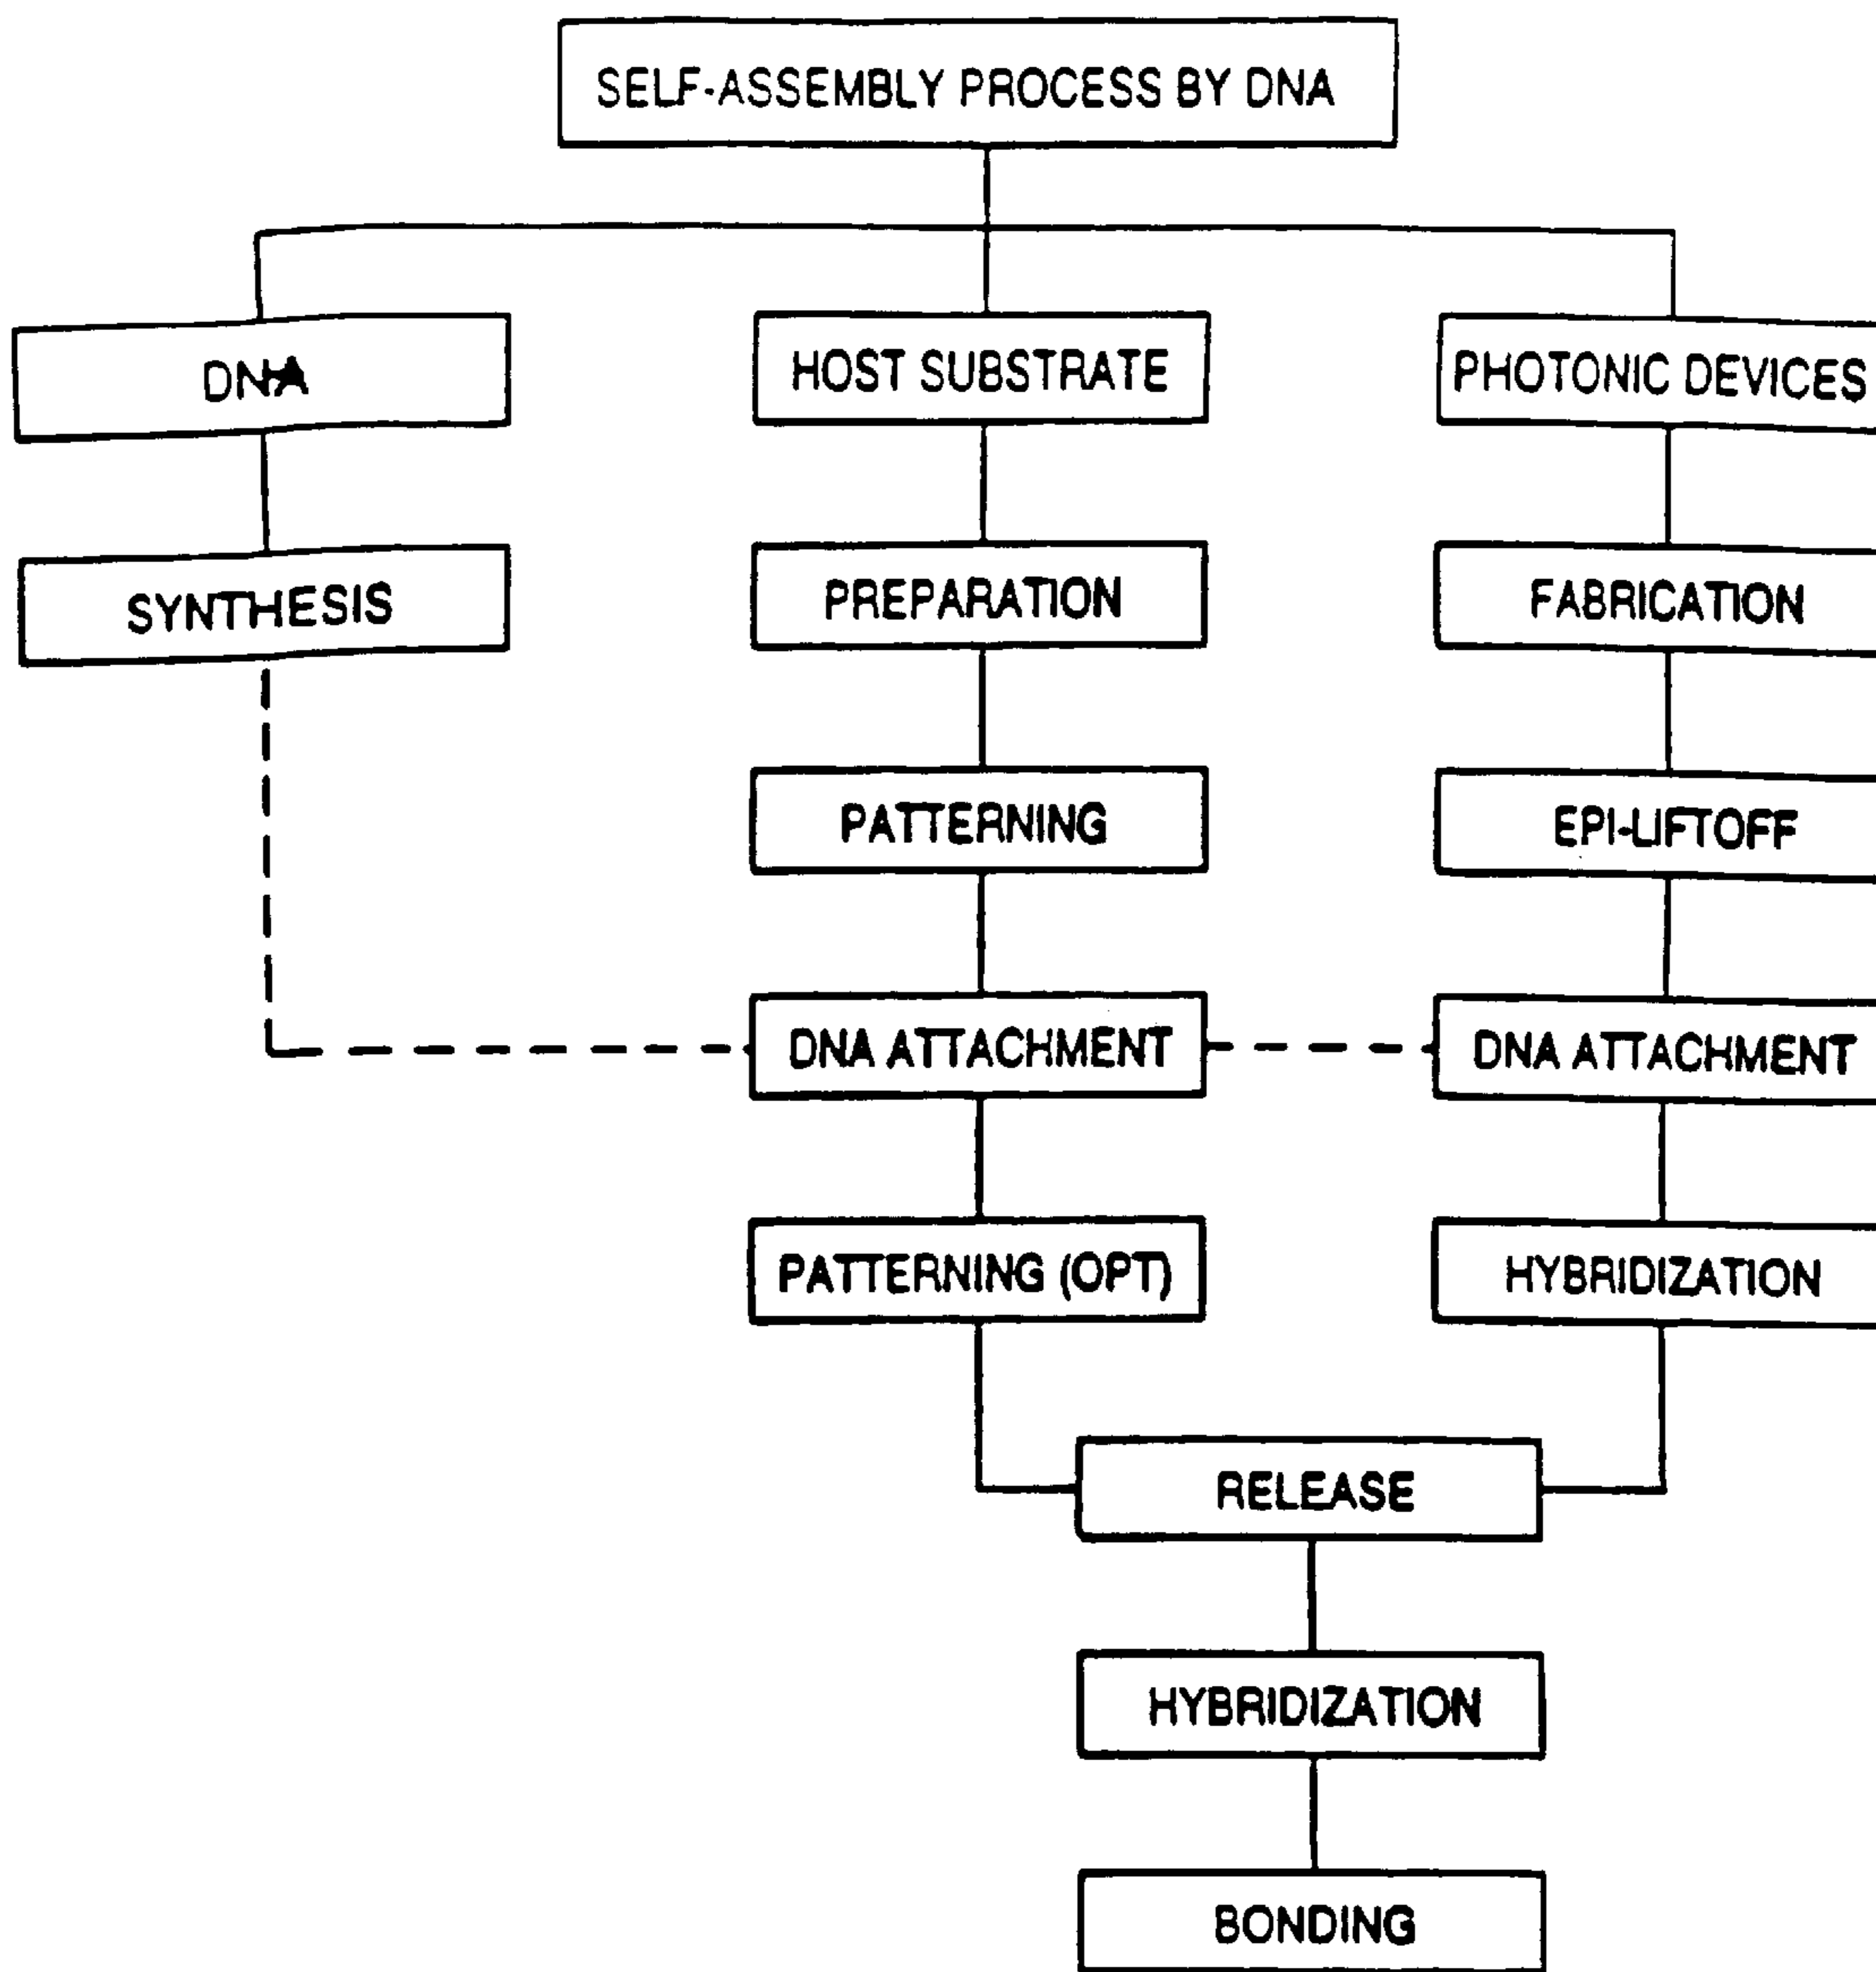 SELF-ASSEMBLY PROCESS BY DNA
DNA
HOST SUBSTRATE
PHOTONIC DEVICES
SYNTHESIS
PREPARATION
FABRICATION
PATTERNING
EPI-LIFTOFF
DNA ATTACHMENT
DNA ATTACHMENT
PATTERNING (OPT)
HYBRIDIZATION
RELEASE
HYBRIDIZATION
BONDING